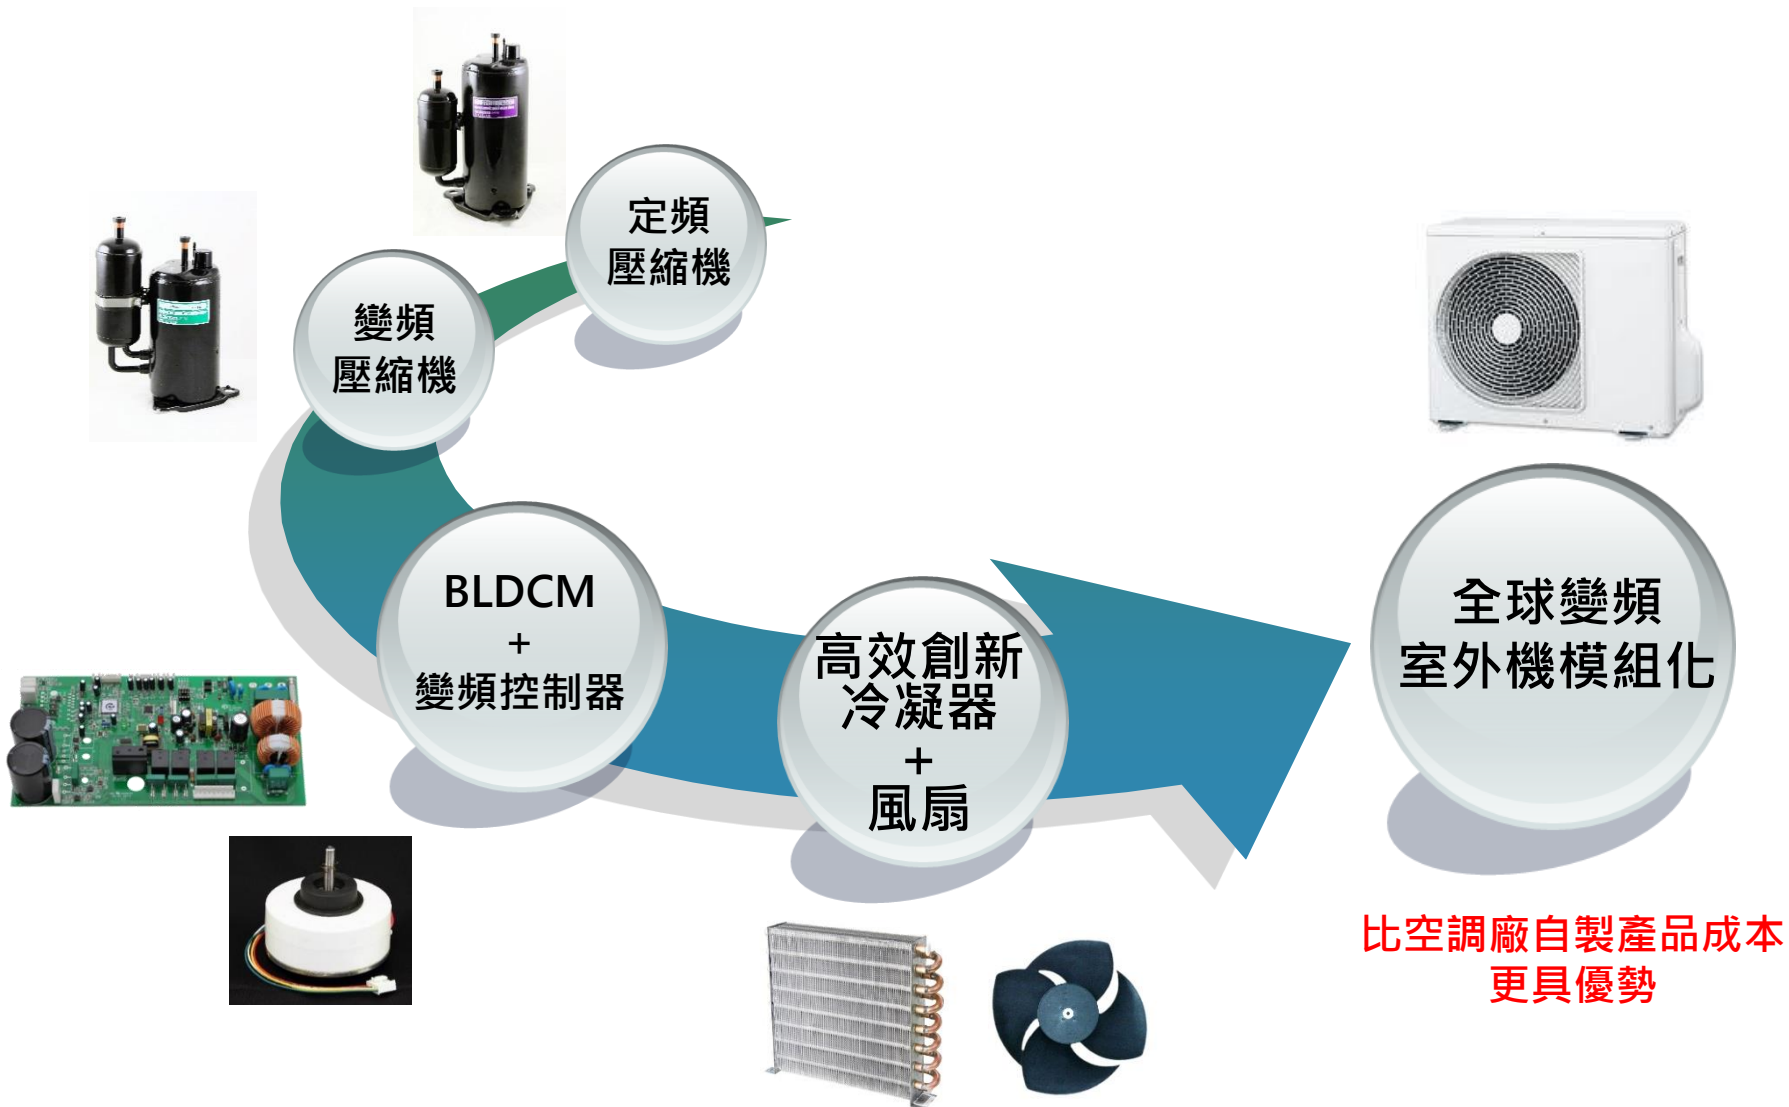 定頻
壓縮機
變頻
壓縮機
BLDCM
+
變頻控制器
高效創新
冷凝器
+
風扇
全球變頻
室外機模組化
比空調廠自製產品成本
更具優勢